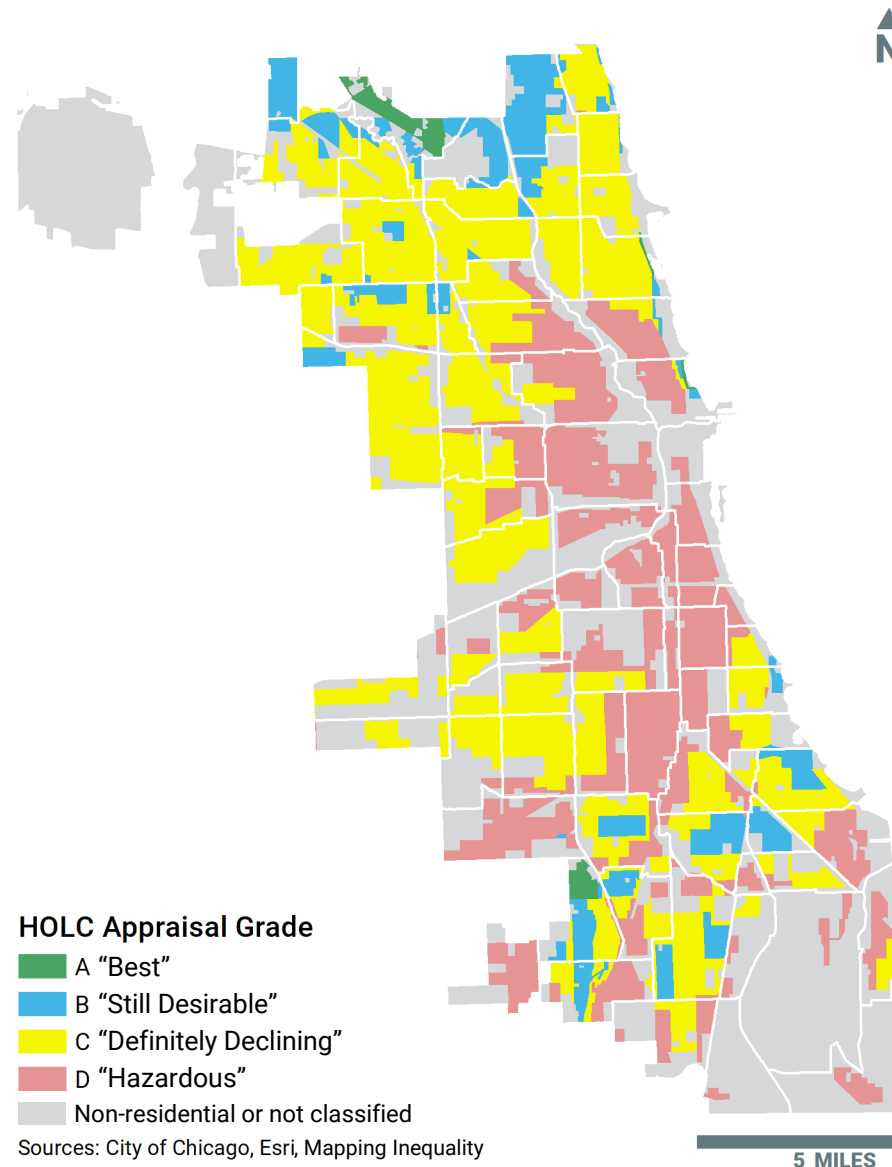 N
HOLC Appraisal Grade
A “Best”
B “Still Desirable”
C “Definitely Declining”
D “Hazardous”
Non-residential or not classified
Sources: City of Chicago, Esri, Mapping Inequality
5 MILES